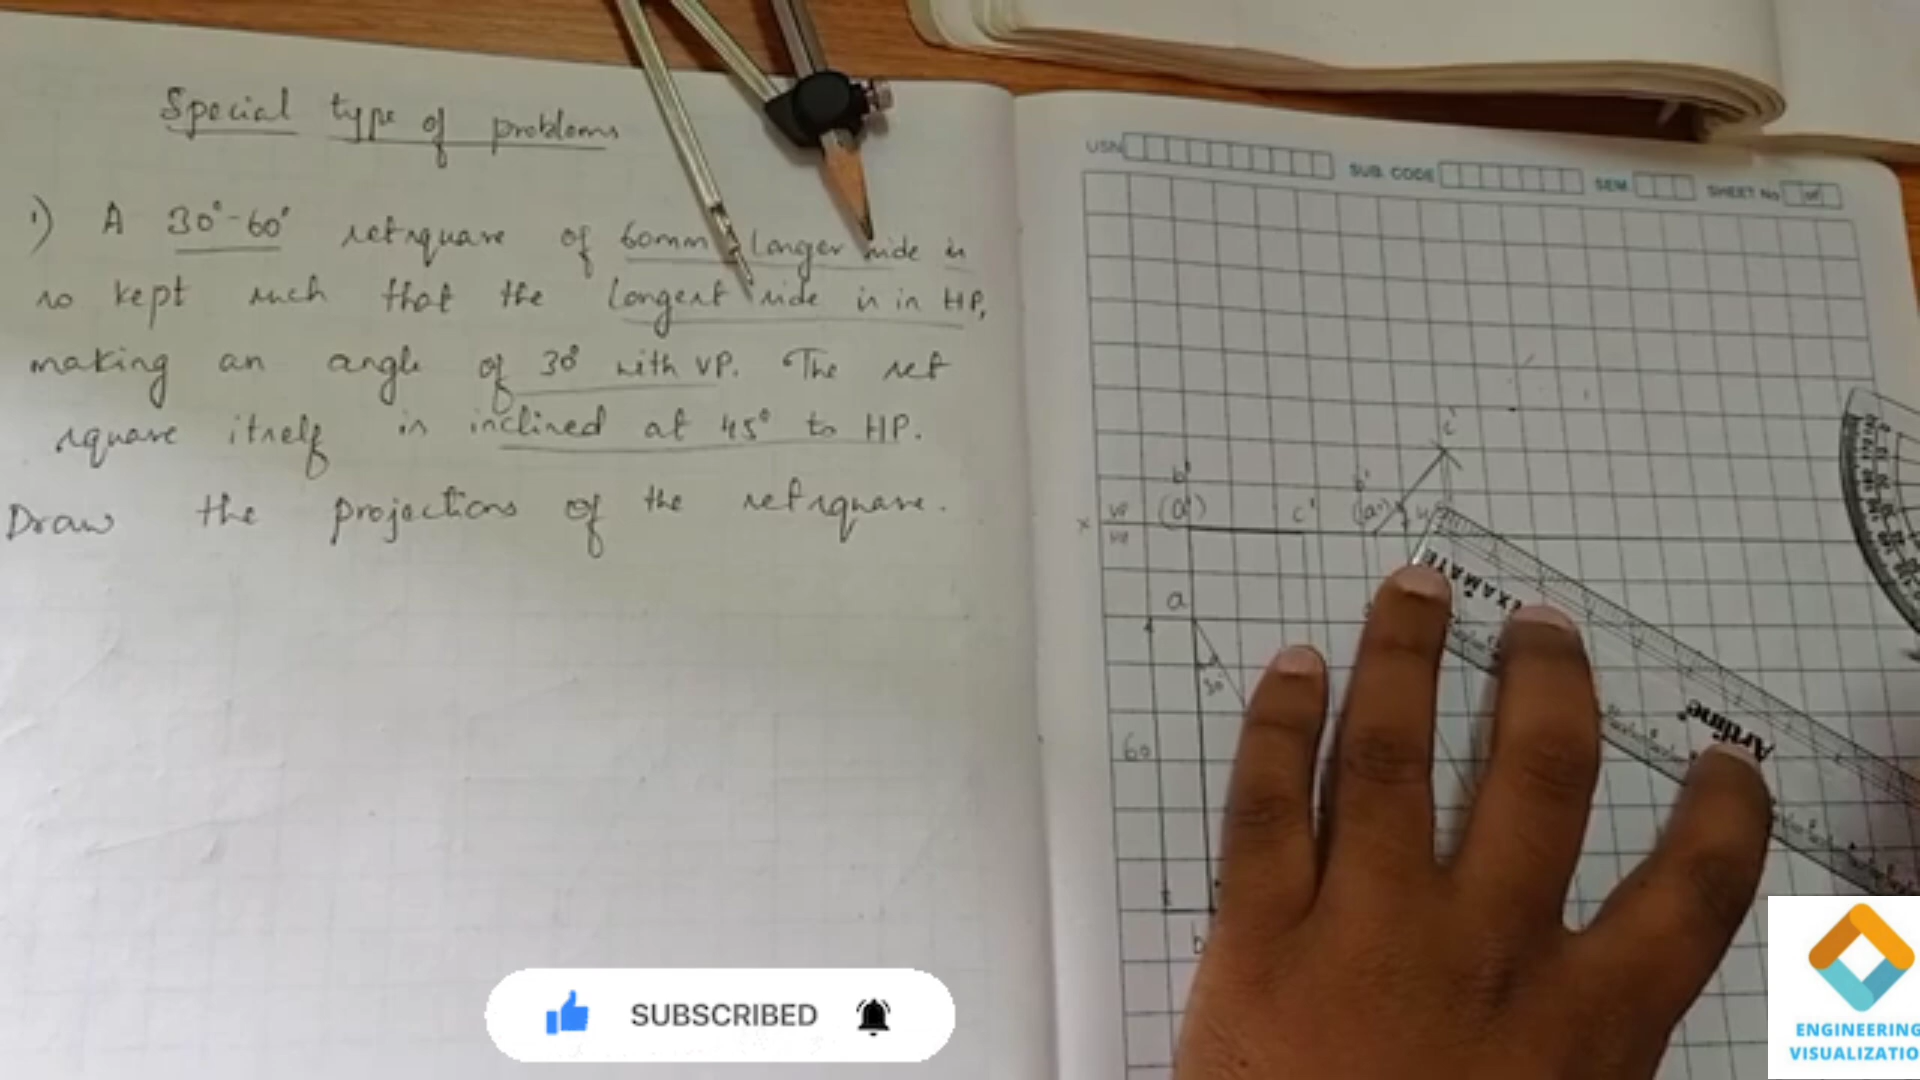 Special type of problems
1) A 30°-60° setsquare of 60mm longer side is
so kept such that the longest side is in HP,
making an angle of 30° with VP. The set
square itself is inclined at 45° to HP.
Draw the projections of the setsquare.
USN SUB. CODE SEM SHEET No of
c'
b' b'
X VP (a') c' (a')
HP
a
30°
60
b
Artline
SUBSCRIBED
ENGINEERING
VISUALIZATIO